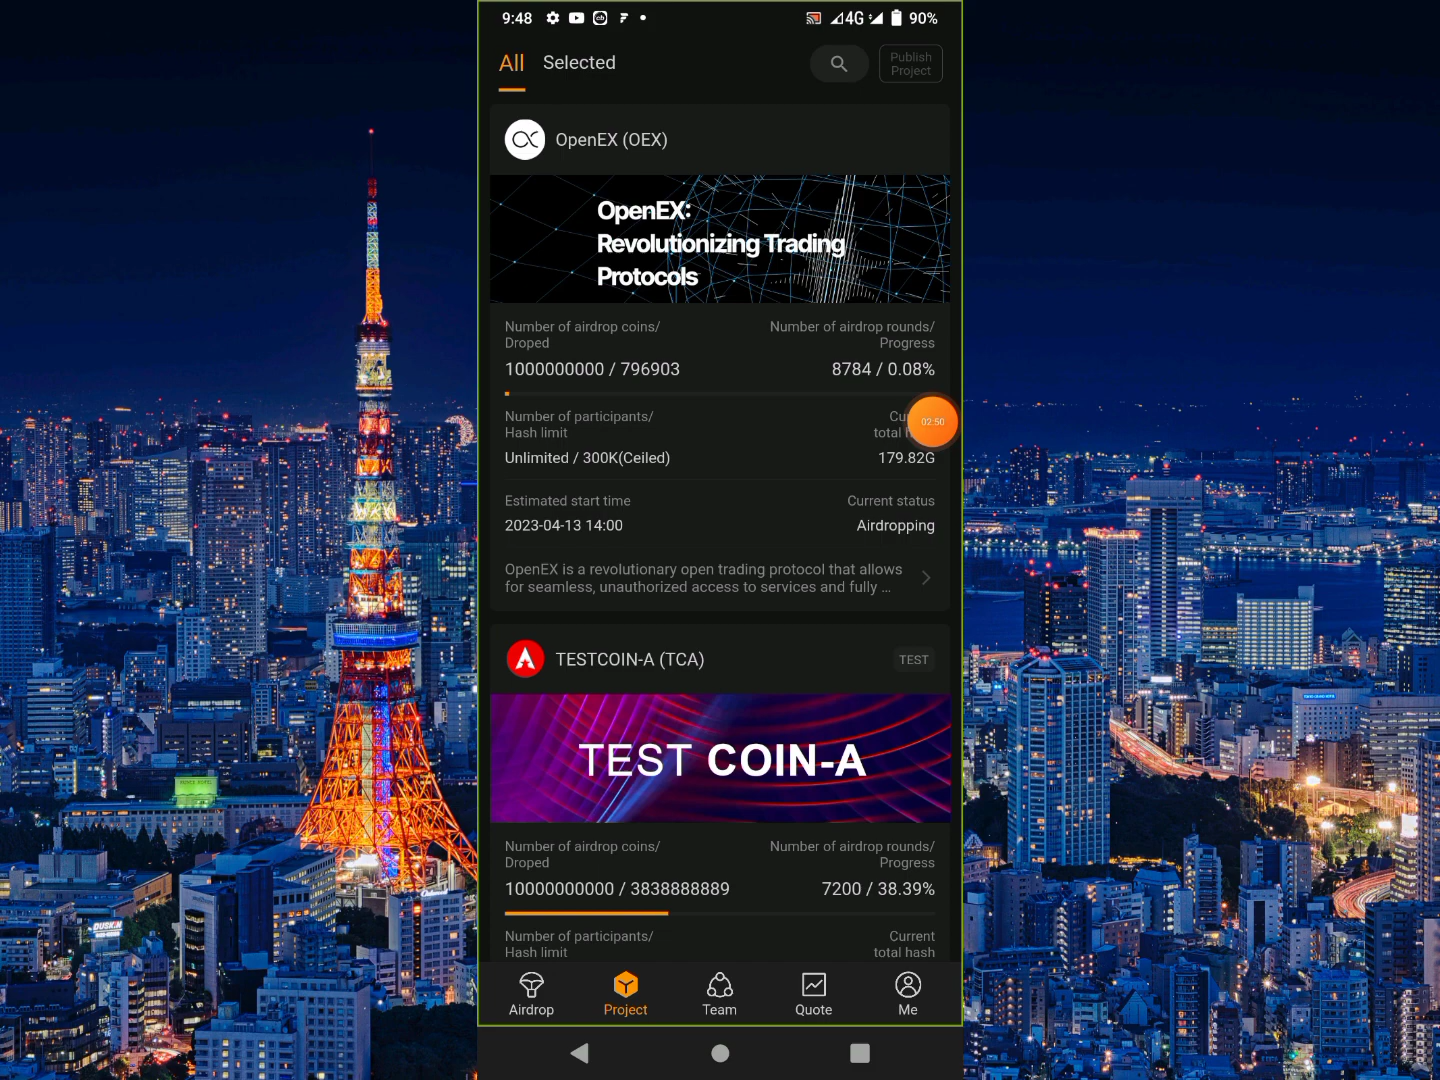 9:48
4G 90%
All Selected
Publish
Project
OpenEX (OEX)
OpenEX:
Revolutionizing Trading
Protocols
Number of airdrop coins/
Droped
Number of airdrop rounds/
Progress
1000000000 / 796903
8784 / 0.08%
Number of participants/
Hash limit
total
02:50
Unlimited / 300K(Ceiled)
179.82G
Estimated start time
Current status
2023-04-13 14:00
Airdropping
OpenEX is a revolutionary open trading protocol that allows
for seamless, unauthorized access to services and fully ...
TESTCOIN-A (TCA)
TEST
TEST COIN-A
Number of airdrop coins/
Droped
Number of airdrop rounds/
Progress
10000000000 / 3838888889
7200 / 38.39%
Number of participants/
Hash limit
Current
total hash
Airdrop
Project
Team
Quote
Me
DUSKIN